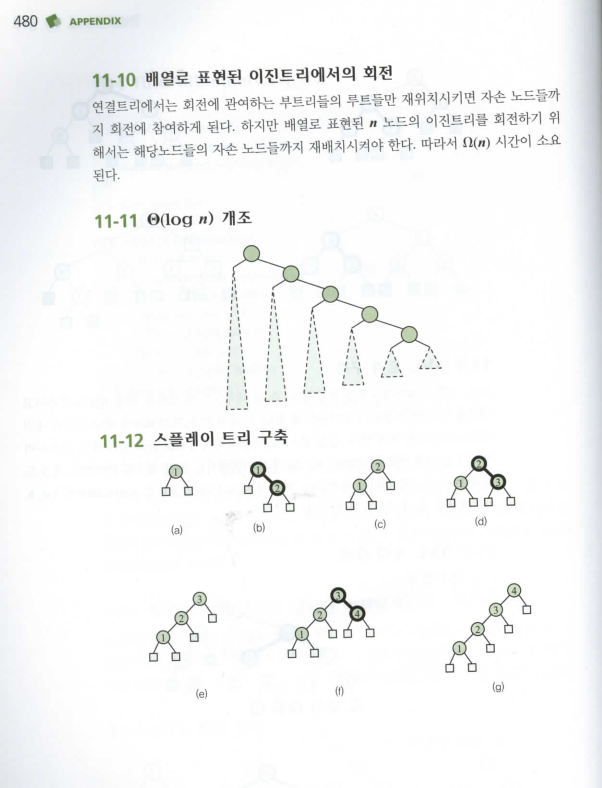 480 APPENDIX
11-10 배열로 표현된 이진트리에서의 회전
연결트리에서는 회전에 관여하는 부트리들의 루트들만 재위치시키면 자손 노드들까
지 회전에 참여하게 된다. 하지만 배열로 표현된 n 노드의 이진트리를 회전하기 위
해서는 해당노드들의 자손 노드들까지 재배치시켜야 한다. 따라서 Ω(n) 시간이 소요
된다.
11-11 Θ(log n) 개조
11-12 스플레이 트리 구축
1
1
2
2
1
2
1
3
(a)
(b)
(c)
(d)
3
2
1
3
2
4
1
4
3
2
1
(e)
(f)
(g)